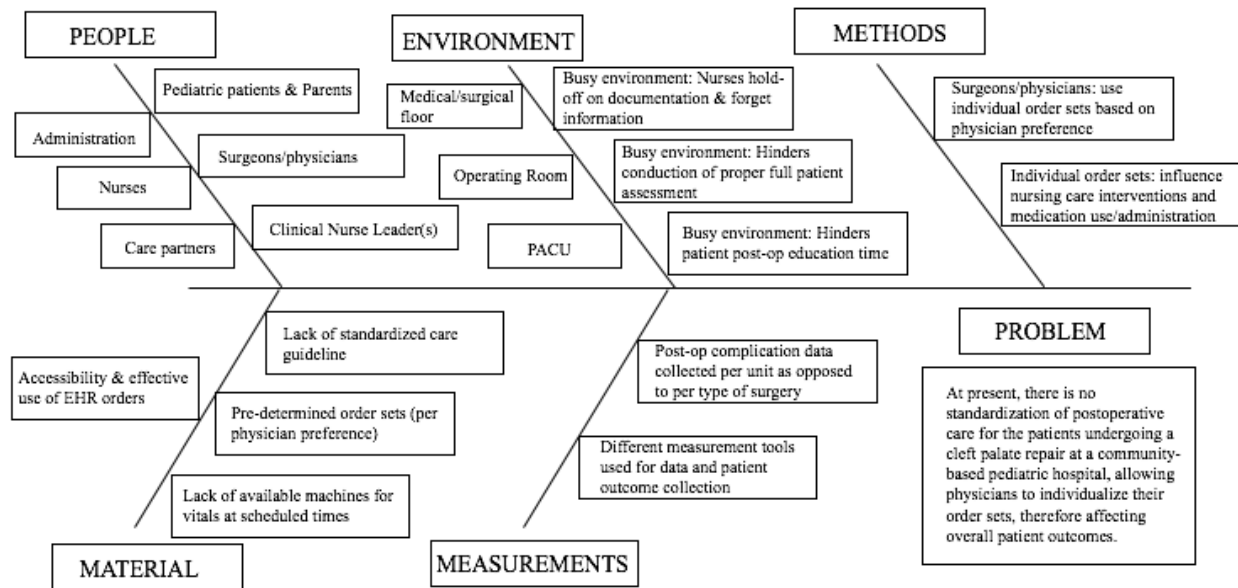 PEOPLE
Pediatric patients & Parents
Administration
Surgeons/physicians
Nurses
Clinical Nurse Leader(s)
Care partners
ENVIRONMENT
Medical/surgical
floor
Operating Room
PACU
Busy environment: Nurses hold-
off on documentation & forget
information
Busy environment: Hinders
conduction of proper full patient
assessment
Busy environment: Hinders
patient post-op education time
METHODS
Surgeons/physicians: use
individual order sets based on
physician preference
Individual order sets: influence
nursing care interventions and
medication use/administration
Lack of standardized care
guideline
Accessibility & effective
use of EHR orders
Pre-determined order sets (per
physician preference)
Lack of available machines for
vitals at scheduled times
MATERIAL
Post-op complication data
collected per unit as opposed
to per type of surgery
Different measurement tools
used for data and patient
outcome collection
MEASUREMENTS
PROBLEM
At present, there is no
standardization of postoperative
care for the patients undergoing a
cleft palate repair at a community-
based pediatric hospital, allowing
physicians to individualize their
order sets, therefore affecting
overall patient outcomes.